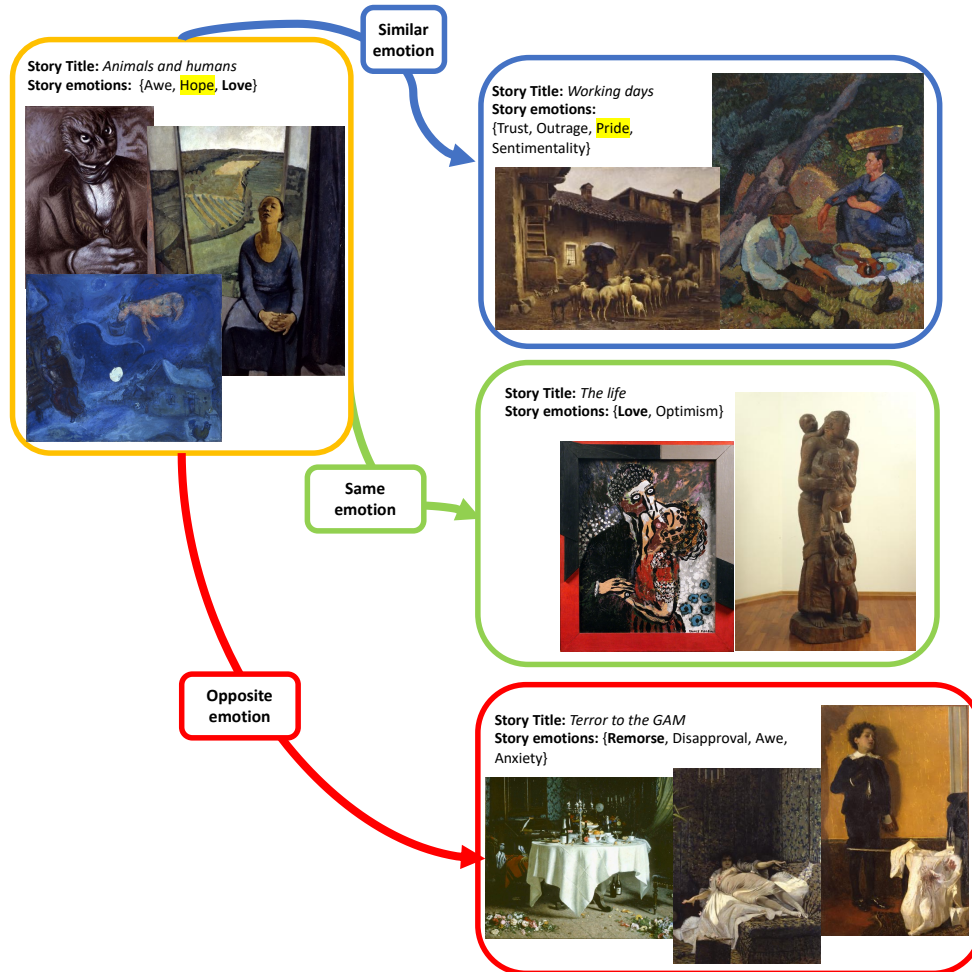 Similar
emotion
Story Title: Animals and humans
Story emotions: {Awe, Hope, Love}
Story Title: Working days
Story emotions:
{Trust, Outrage, Pride,
Sentimentality}
Story Title: The life
Story emotions: {Love, Optimism}
Same
emotion
Opposite
emotion
Story Title: Terror to the GAM
Story emotions: {Remorse, Disapproval, Awe,
Anxiety}